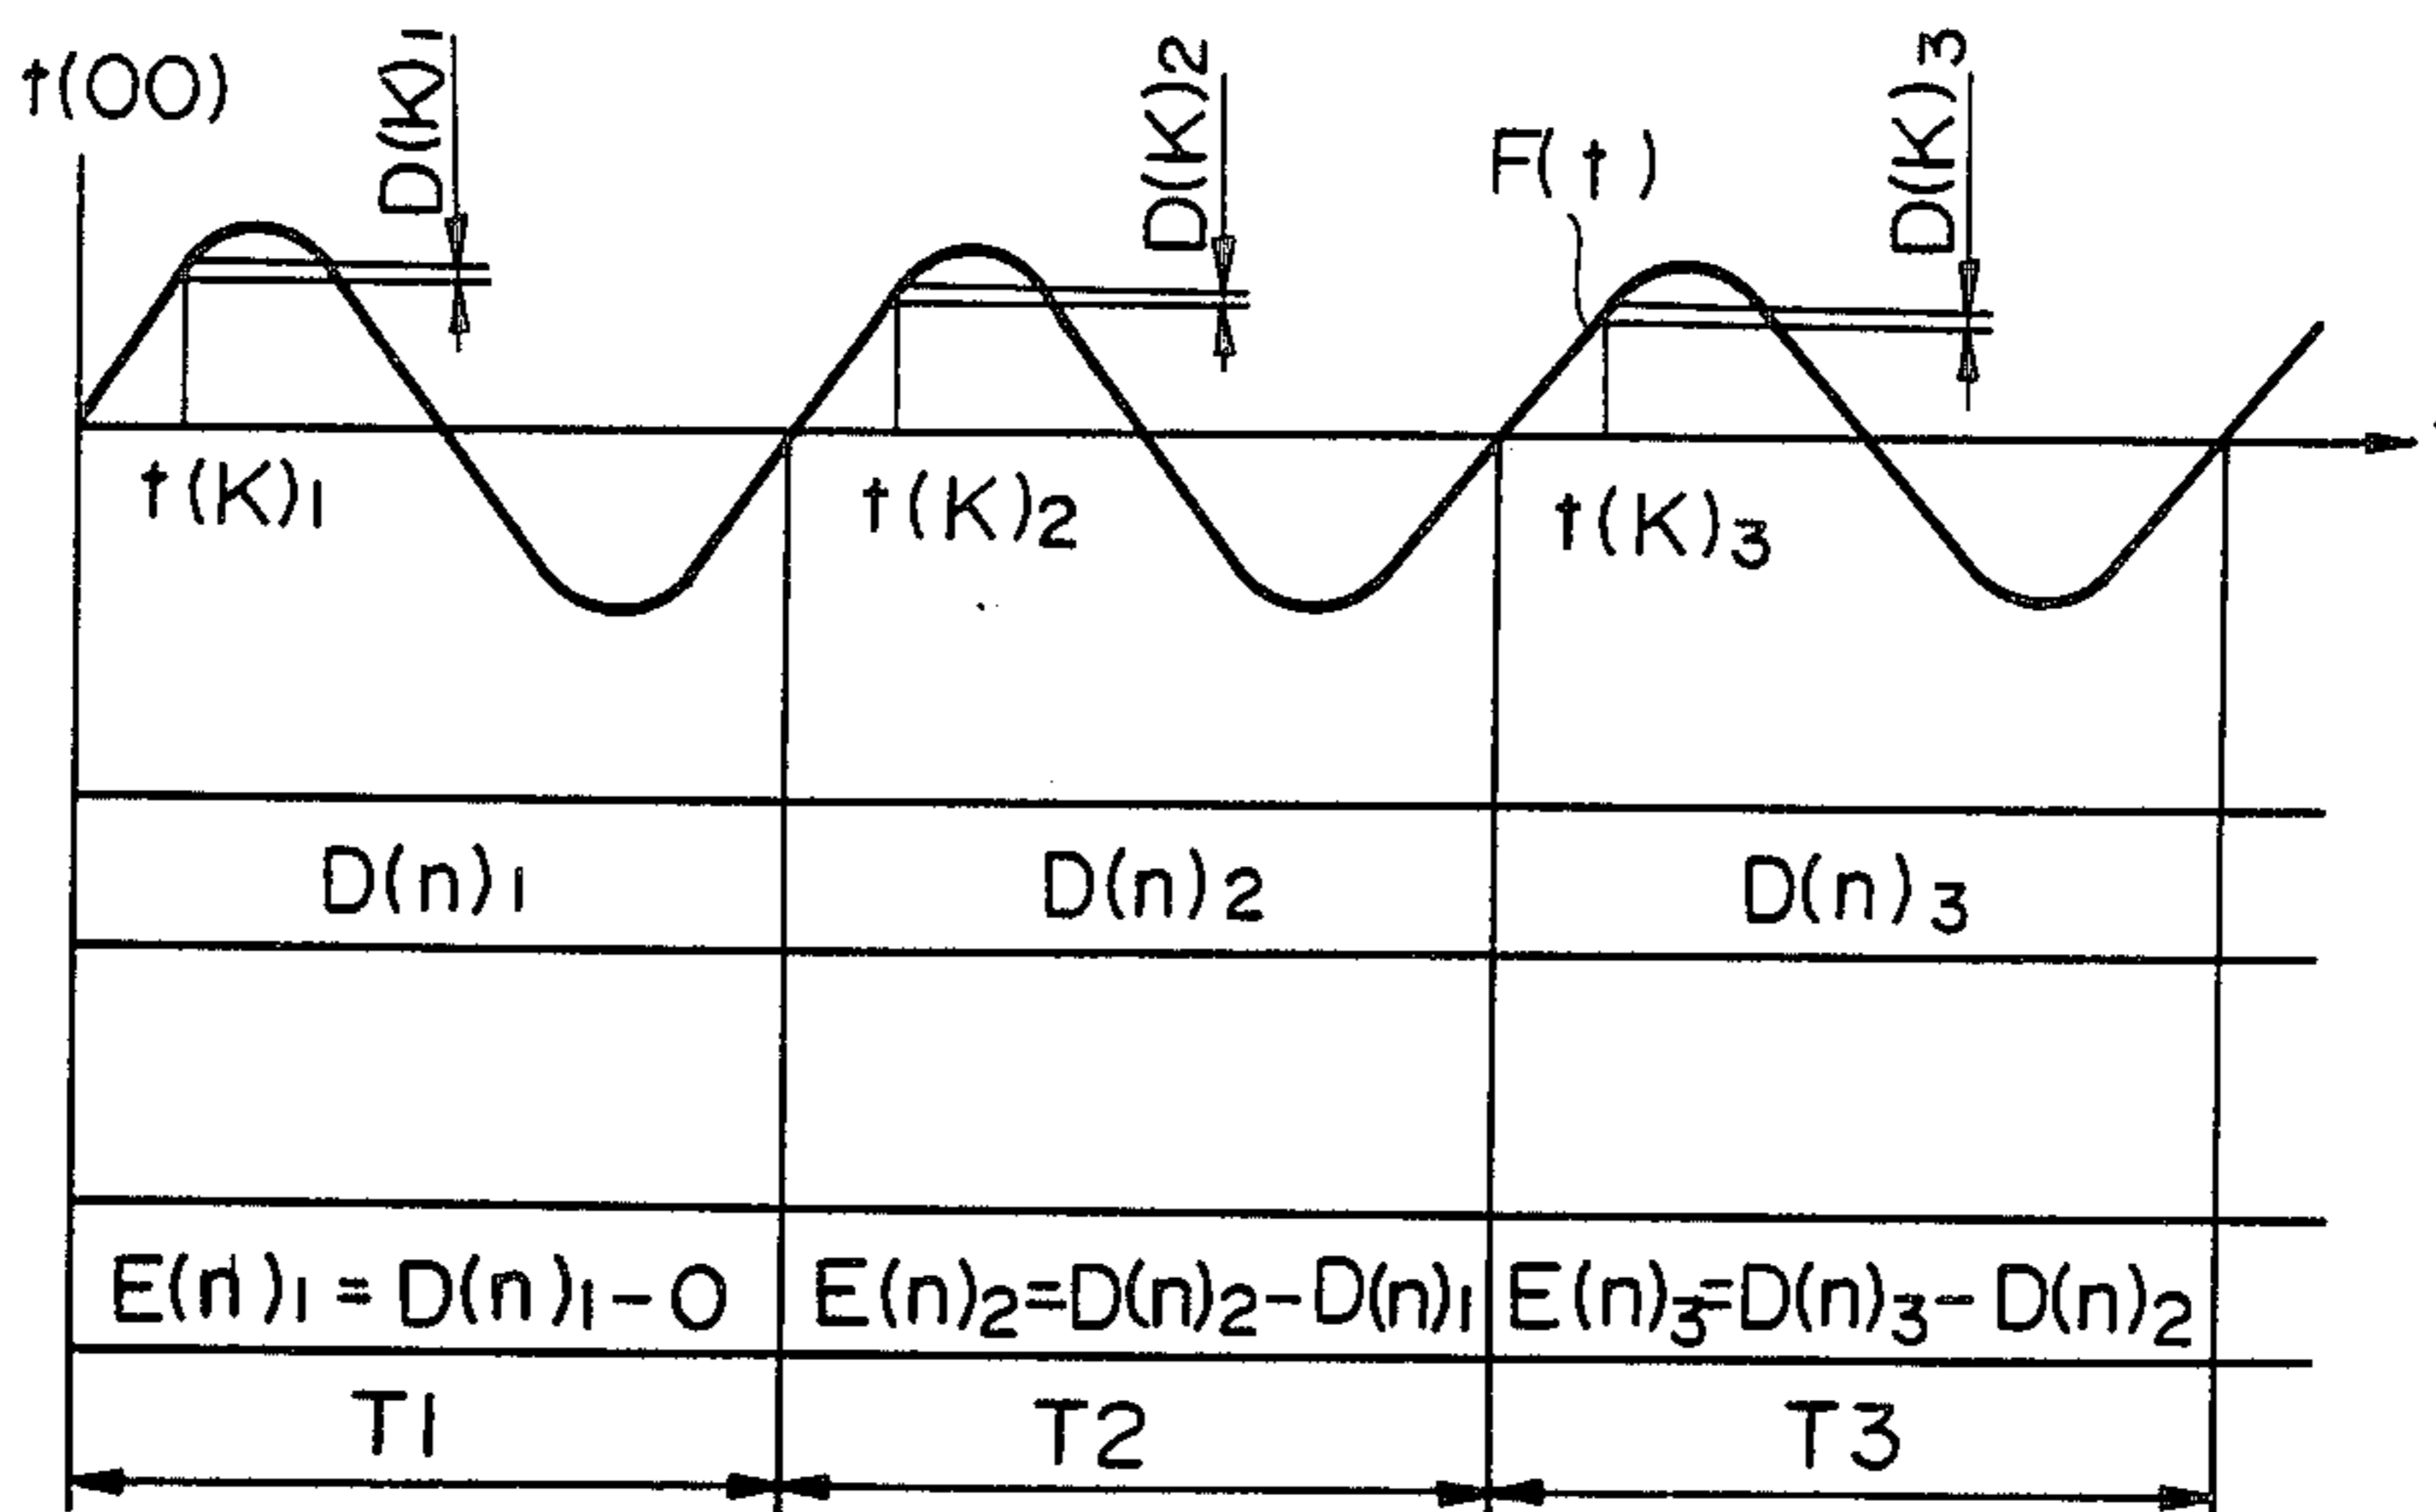 t(00)
D(K)1
D(K)2
D(K)3
F(t)
t(K)1
t(K)2
t(K)3
D(n)1
D(n)2
D(n)3
E(n)1=D(n)1-0
E(n)2=D(n)2-D(n)1
E(n)3=D(n)3-D(n)2
T1
T2
T3